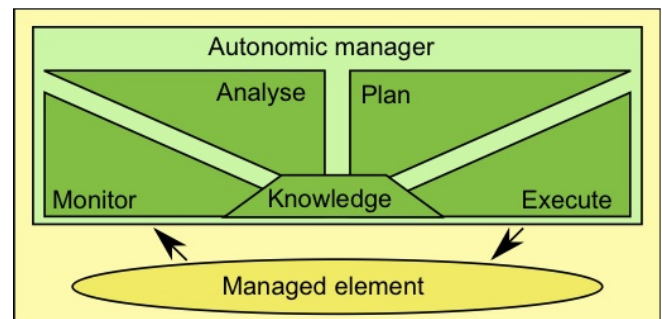 Autonomic manager
Analyse
Plan
Monitor
Knowledge
Execute
Managed element